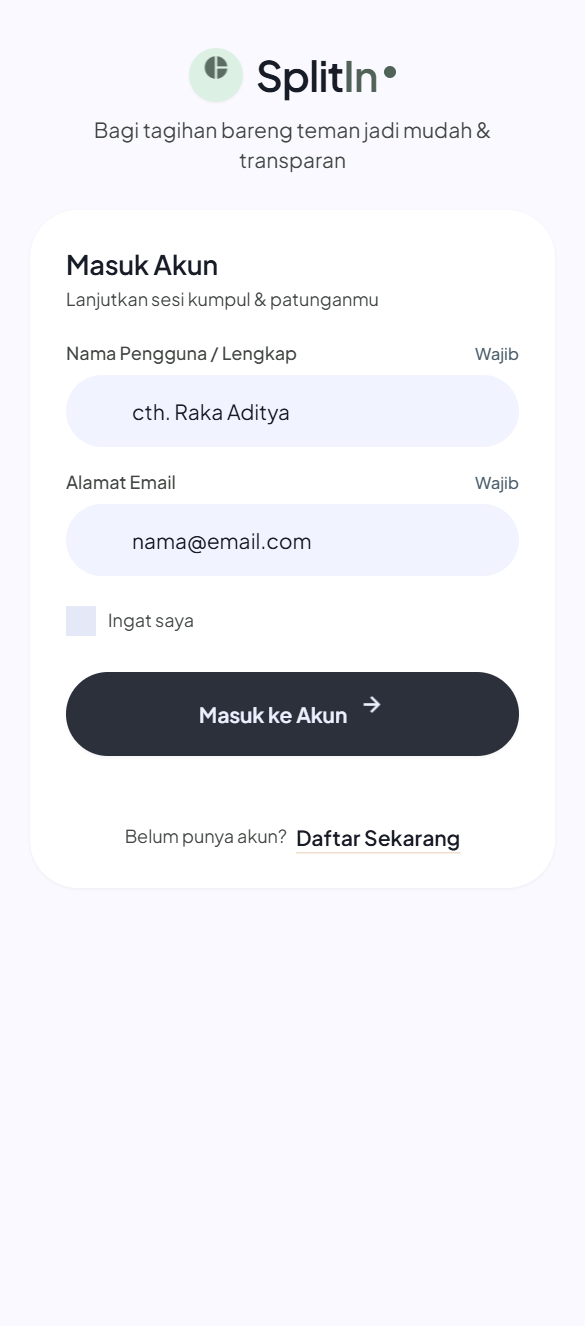 SplitIn
Bagi tagihan bareng teman jadi mudah &
transparan
Masuk Akun
Lanjutkan sesi kumpul & patunganmu
Nama Pengguna / Lengkap Wajib
cth. Raka Aditya
Alamat Email Wajib
nama@email.com
Ingat saya
Masuk ke Akun →
Belum punya akun? Daftar Sekarang